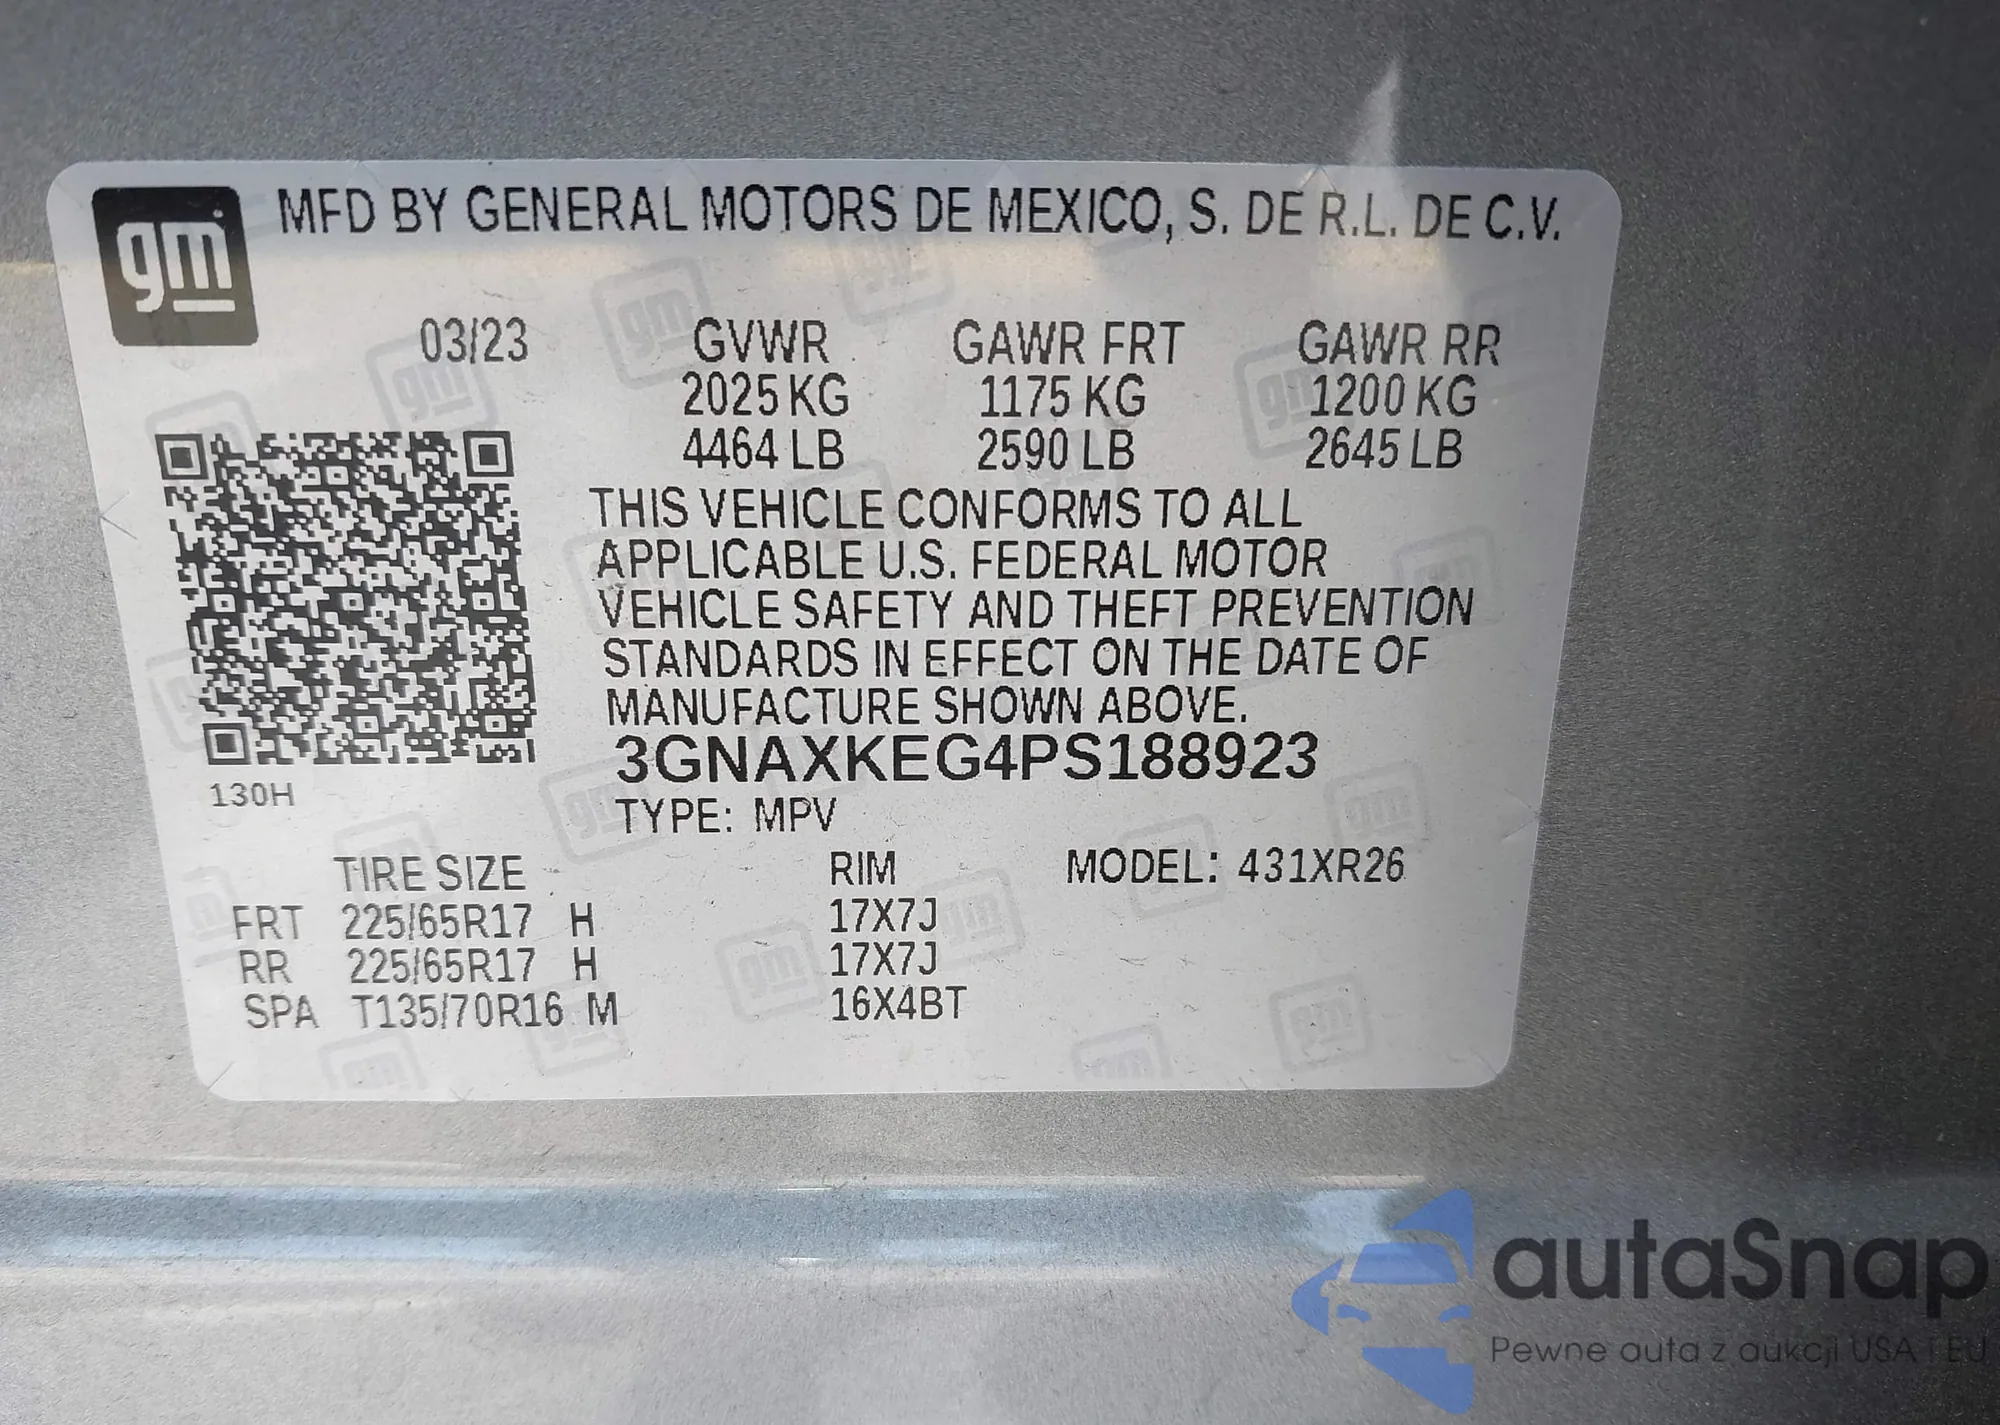 gm
MFD BY GENERAL MOTORS DE MEXICO, S. DE R.L. DE C.V.
03/23 GVWR GAWR FRT GAWR RR
2025 KG 1175 KG 1200 KG
4464 LB 2590 LB 2645 LB
THIS VEHICLE CONFORMS TO ALL
APPLICABLE U.S. FEDERAL MOTOR
VEHICLE SAFETY AND THEFT PREVENTION
STANDARDS IN EFFECT ON THE DATE OF
MANUFACTURE SHOWN ABOVE.
3GNAXKEG4PS188923
130H
TYPE: MPV
TIRE SIZE RIM MODEL: 431XR26
FRT 225/65R17 H 17X7J
RR 225/65R17 H 17X7J
SPA T135/70R16 M 16X4BT
autaSnap
Pewne auta z aukcji USA i EU